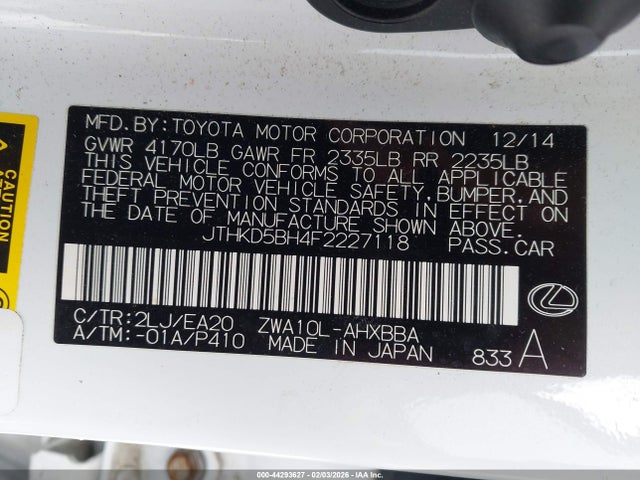 MFD.BY:TOYOTA MOTOR CORPORATION 12/14
GVWR 4170LB GAWR FR 2335LB RR 2235LB
THIS VEHICLE CONFORMS TO ALL APPLICABLE
FEDERAL MOTOR VEHICLE SAFETY,BUMPER,AND
THEFT PREVENTION STANDARDS IN EFFECT ON
THE DATE OF MANUFACTURE SHOWN ABOVE.
JTHKD5BH4F2227118 PASS.CAR
C/TR:2LJ/EA20 ZWA10L-AHXBBA
A/TM:-01A/P410 MADE IN JAPAN 833 A
CAUTION
000-44293627 - 02/03/2026 - IAAI.COM